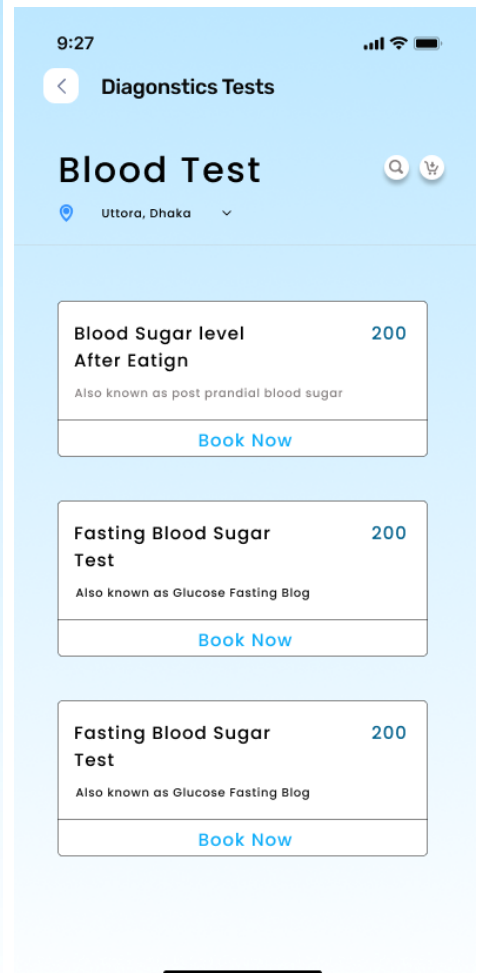 9:27
Diagonstics Tests
Blood Test
Uttora, Dhaka
Blood Sugar level 200
After Eatign
Also known as post prandial blood sugar
Book Now
Fasting Blood Sugar 200
Test
Also known as Glucose Fasting Blog
Book Now
Fasting Blood Sugar 200
Test
Also known as Glucose Fasting Blog
Book Now